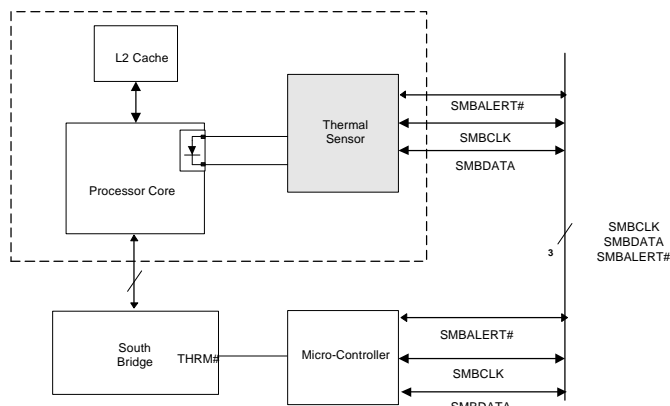 L2 Cache
Thermal
Sensor
Processor Core
SMBALERT#
SMBCLK
SMBDATA
3
SMBCLK
SMBDATA
SMBALERT#
South
Bridge
THRM#
Micro-Controller
SMBALERT#
SMBCLK
SMBDATA